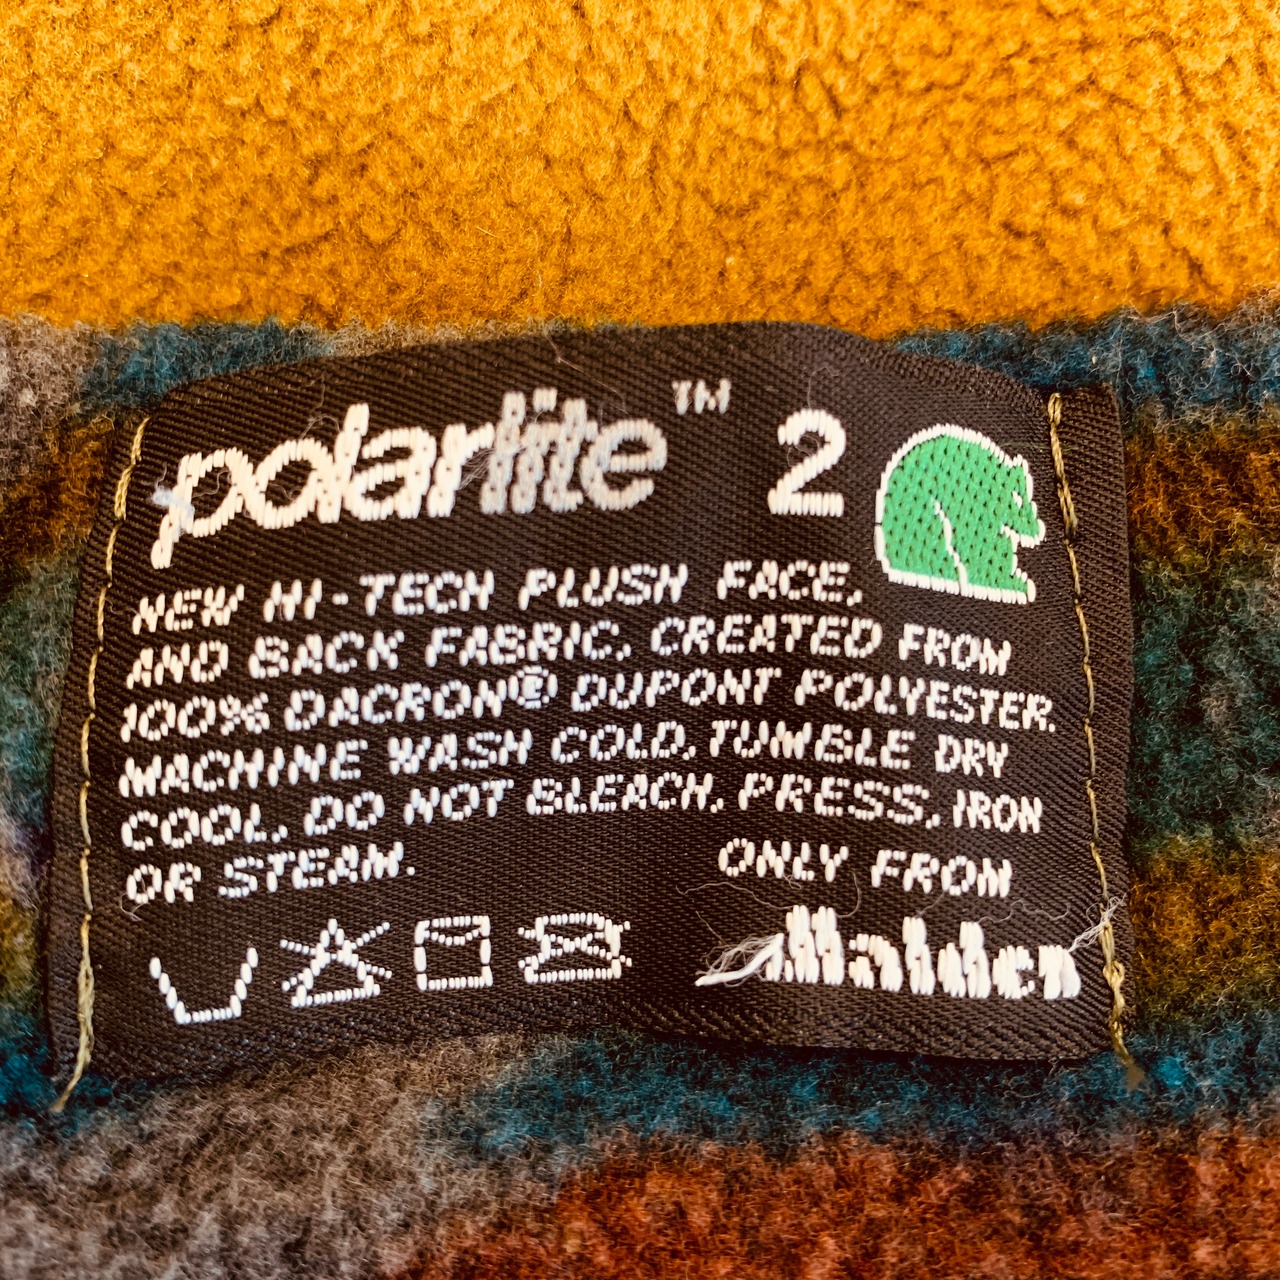 polarlite™ 2
NEW HI-TECH PLUSH FACE,
AND BACK FABRIC, CREATED FROM
100% DACRON® DUPONT POLYESTER.
MACHINE WASH COLD, TUMBLE DRY
COOL. DO NOT BLEACH, PRESS, IRON
OR STEAM.
ONLY FROM
Malden